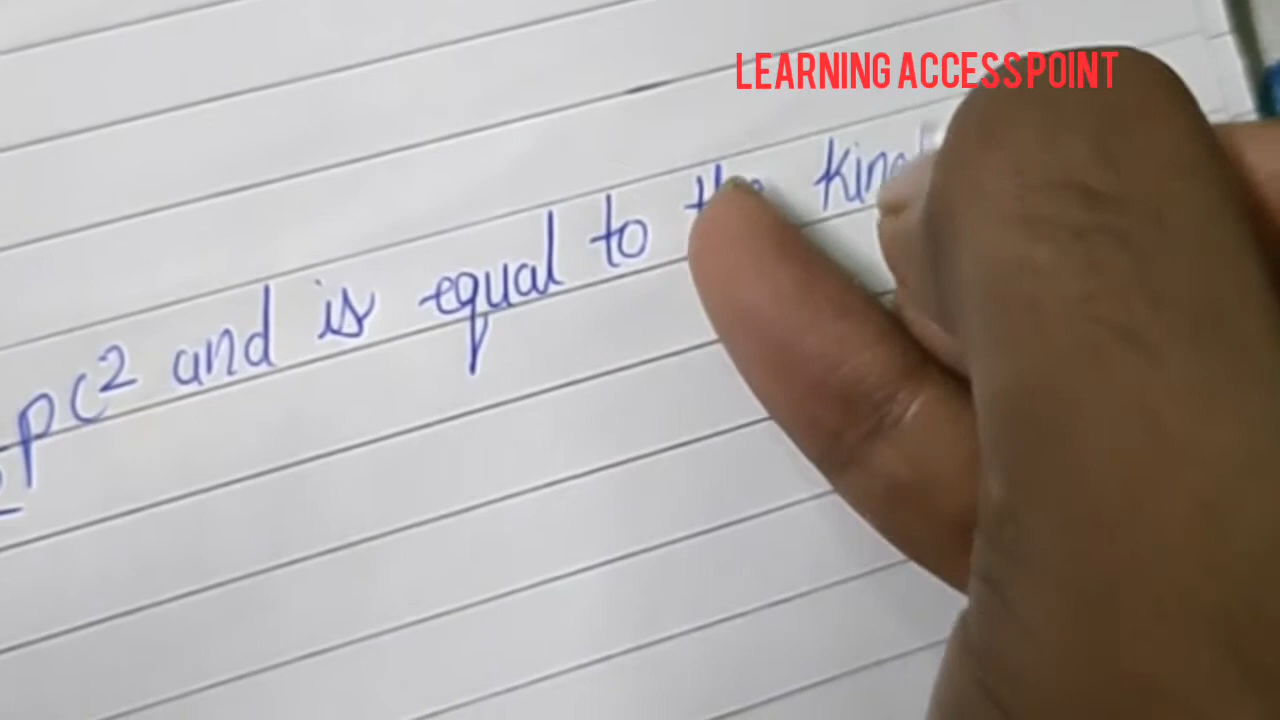 LEARNING ACCESS POINT
PC² and is equal to the